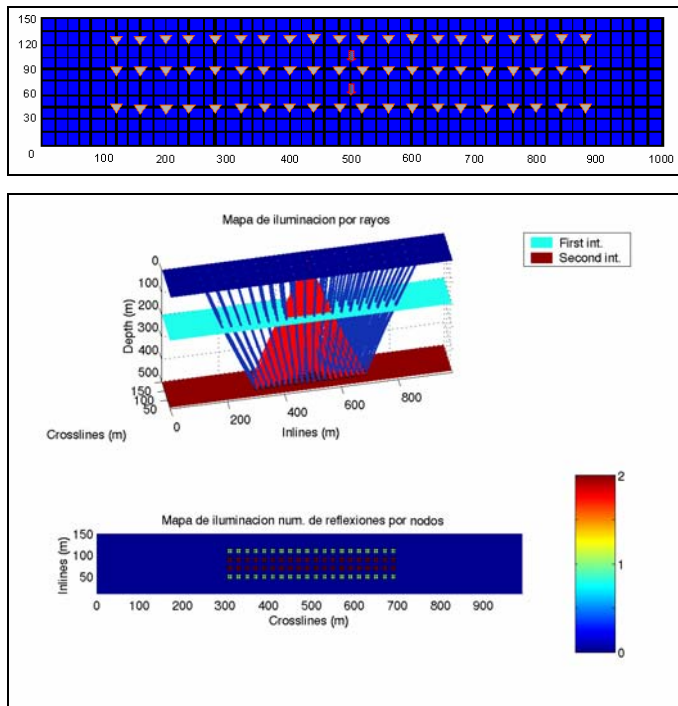 150
120
90
60
30
0
100 200 300 400 500 600 700 800 900 1000
Mapa de iluminacion por rayos
First int.
Second int.
0
100
200
300
400
500
Depth (m)
150
100
50
Crosslines (m)
0
200
400
600
800
Inlines (m)
Mapa de iluminacion num. de reflexiones por nodos
150
100
50
Inlines (m)
0 100 200 300 400 500 600 700 800 900
Crosslines (m)
2
1
0